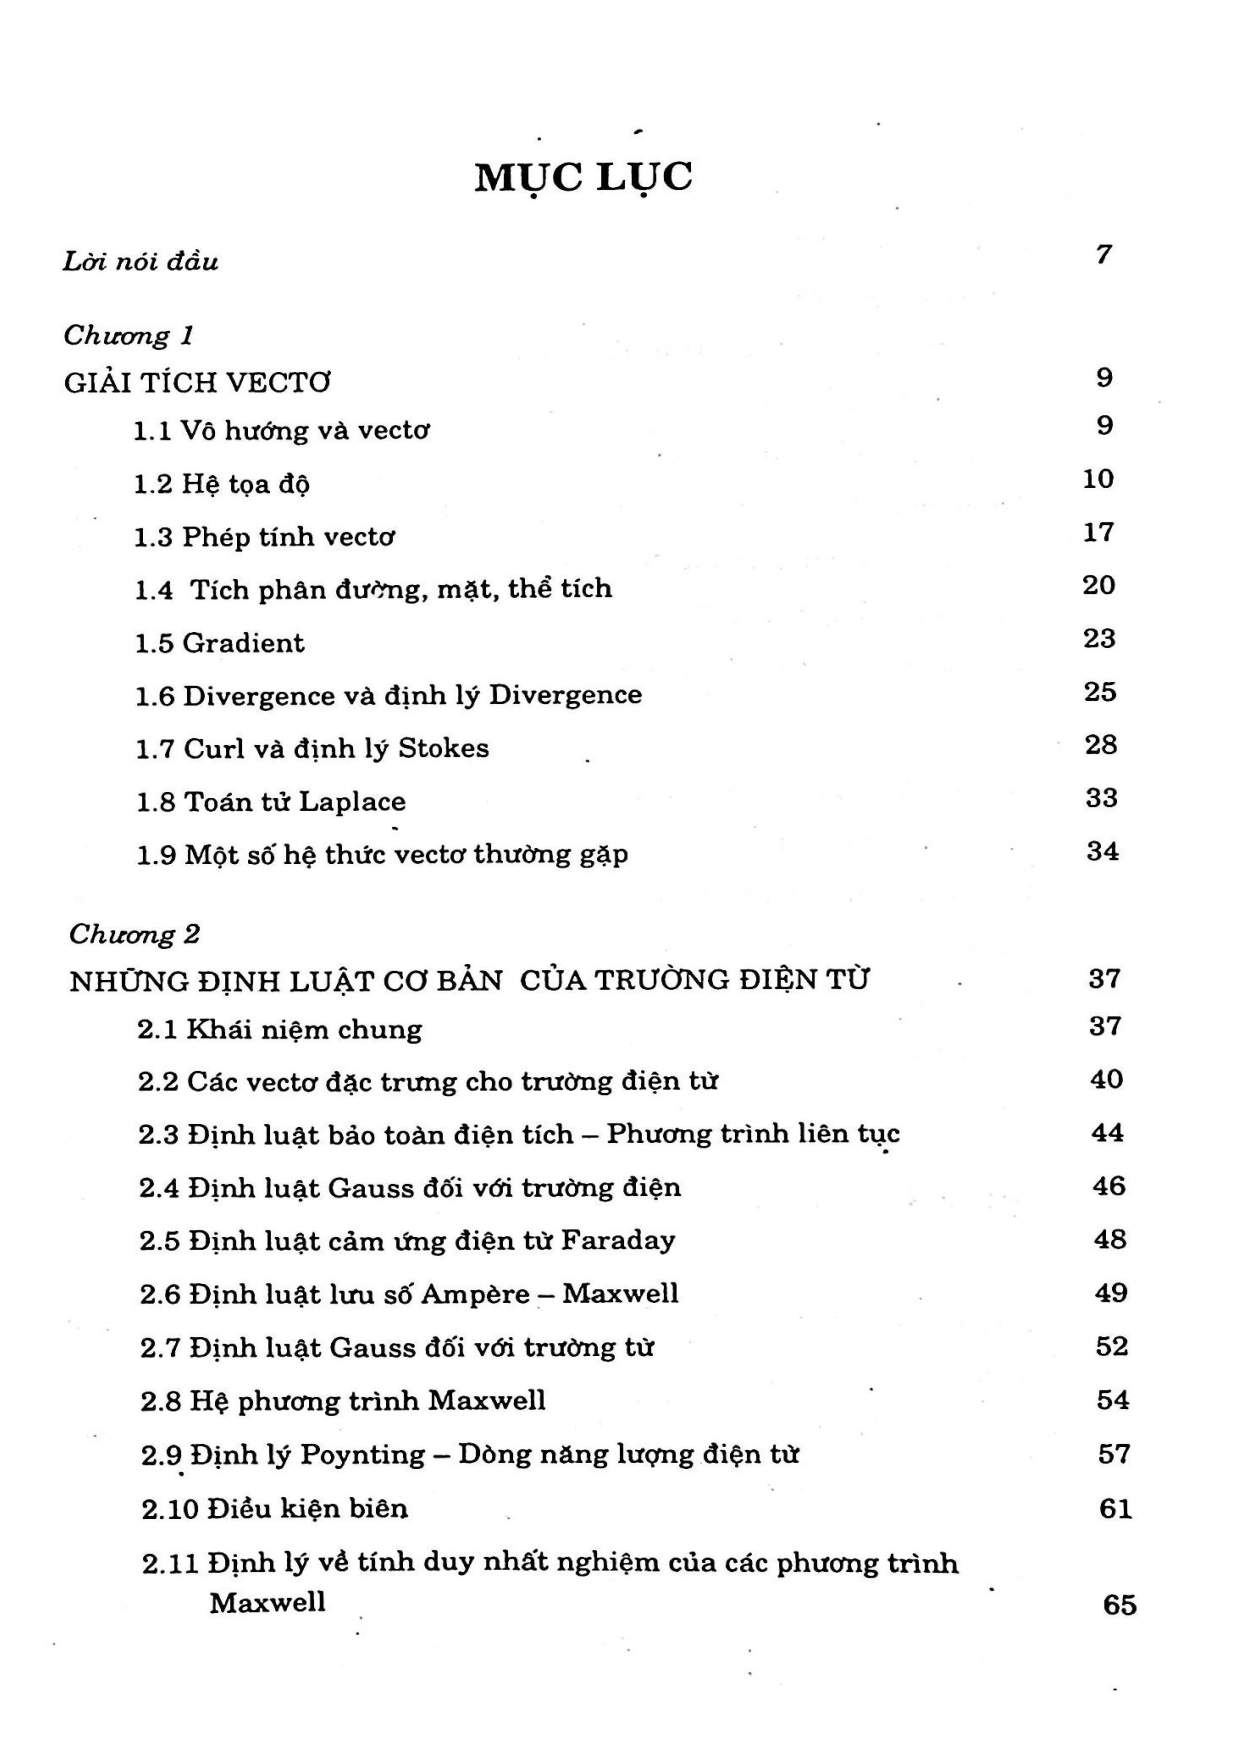 MỤC LỤC
Lời nói đầu 7
Chương 1
GIẢI TÍCH VECTƠ 9
1.1 Vô hướng và vectơ 9
1.2 Hệ tọa độ 10
1.3 Phép tính vectơ 17
1.4 Tích phân đường, mặt, thể tích 20
1.5 Gradient 23
1.6 Divergence và định lý Divergence 25
1.7 Curl và định lý Stokes 28
1.8 Toán tử Laplace 33
1.9 Một số hệ thức vectơ thường gặp 34
Chương 2
NHỮNG ĐỊNH LUẬT CƠ BẢN CỦA TRƯỜNG ĐIỆN TỪ 37
2.1 Khái niệm chung 37
2.2 Các vectơ đặc trưng cho trường điện từ 40
2.3 Định luật bảo toàn điện tích – Phương trình liên tục 44
2.4 Định luật Gauss đối với trường điện 46
2.5 Định luật cảm ứng điện từ Faraday 48
2.6 Định luật lưu số Ampère – Maxwell 49
2.7 Định luật Gauss đối với trường từ 52
2.8 Hệ phương trình Maxwell 54
2.9 Định lý Poynting – Dòng năng lượng điện từ 57
2.10 Điều kiện biên 61
2.11 Định lý về tính duy nhất nghiệm của các phương trình
Maxwell 65